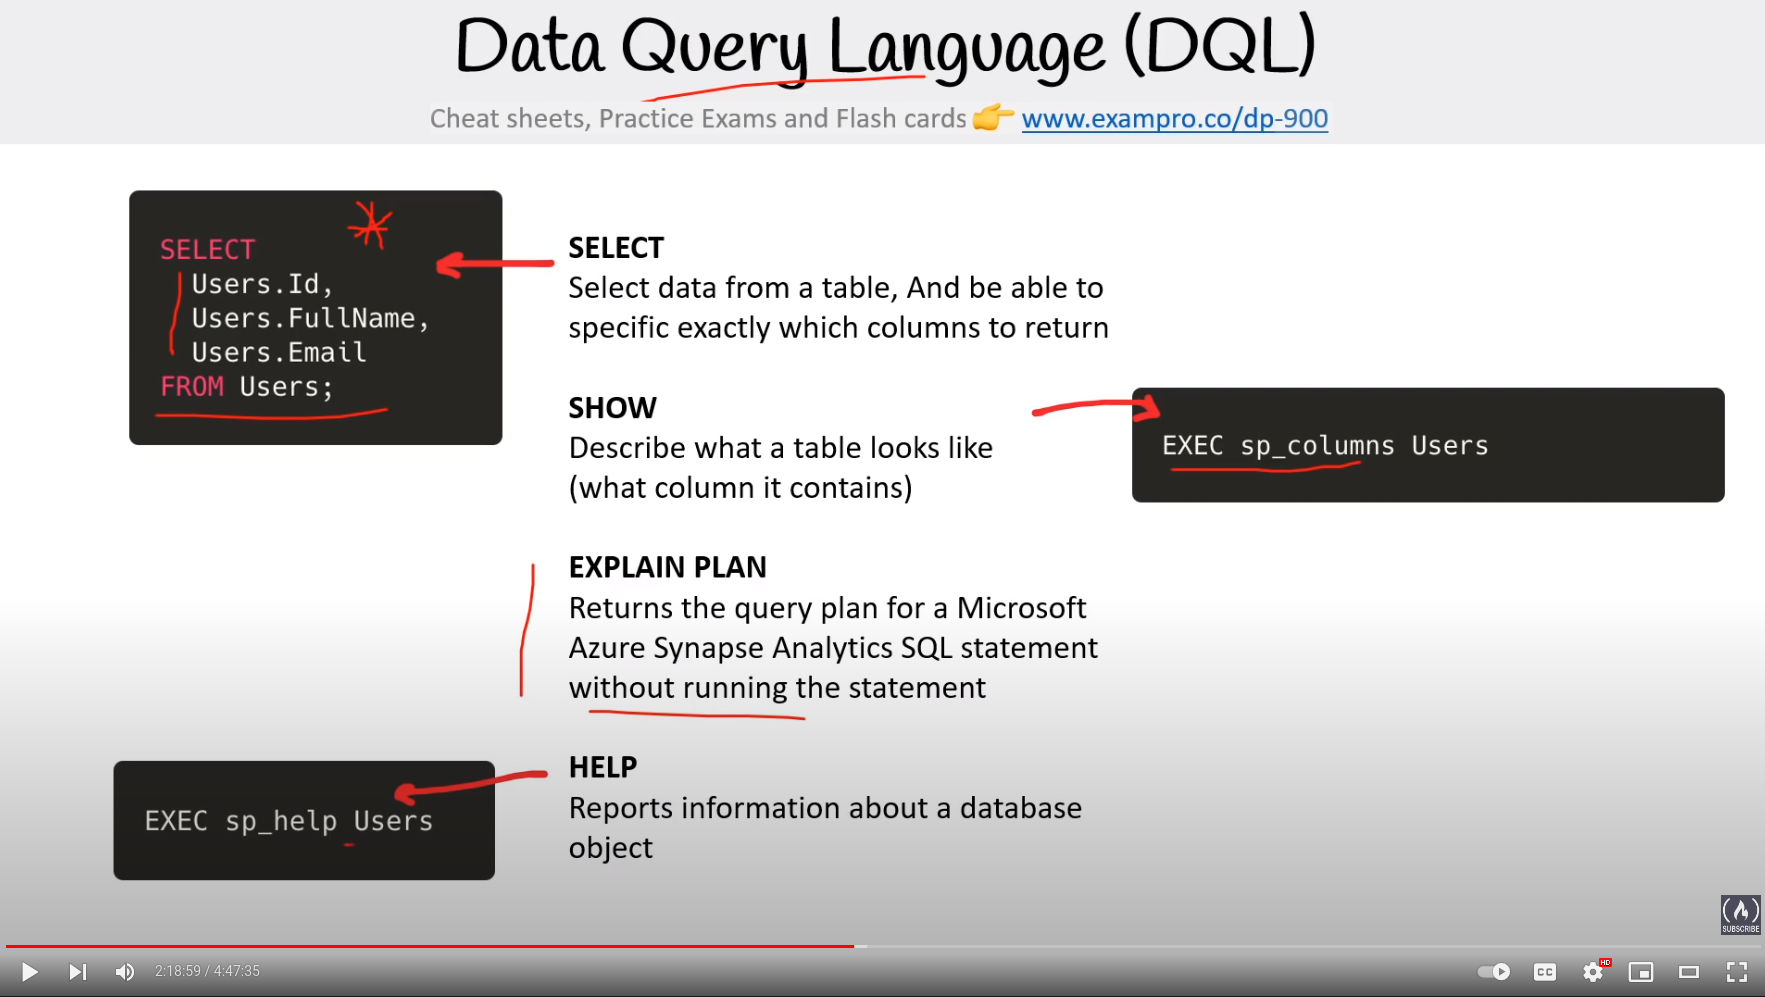 Data Query Language (DQL)
Cheat sheets, Practice Exams and Flash cards 👉 www.exampro.co/dp-900
SELECT
Users.Id,
Users.FullName,
Users.Email
FROM Users;
SELECT
Select data from a table, And be able to
specific exactly which columns to return
SHOW
Describe what a table looks like
(what column it contains)
EXEC sp_columns Users
EXPLAIN PLAN
Returns the query plan for a Microsoft
Azure Synapse Analytics SQL statement
without running the statement
HELP
Reports information about a database
object
EXEC sp_help Users
SUBSCRIBE
2:18:59 / 4:47:35
CC
HD